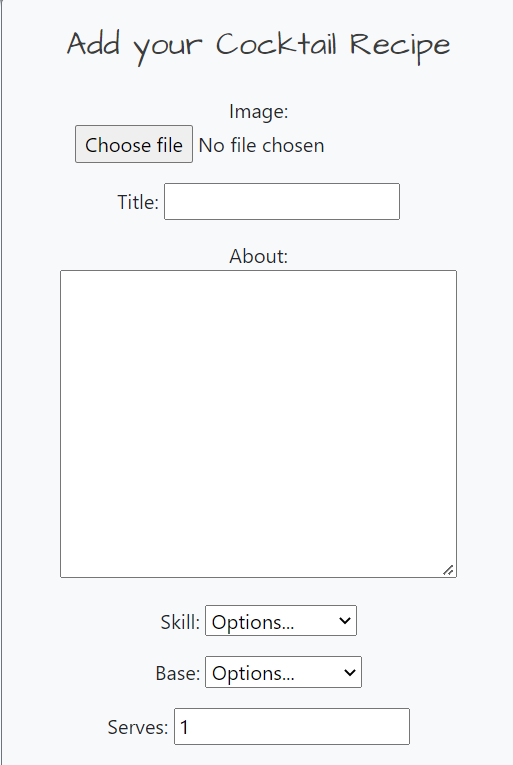 Add your Cocktail Recipe
Image:
Choose file No file chosen
Title:
About:
Skill: Options...
Base: Options...
Serves: 1